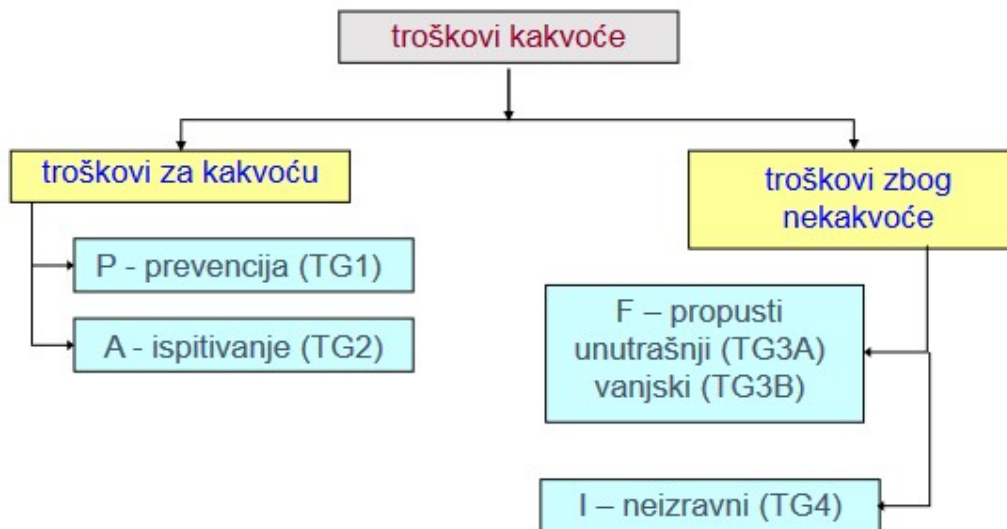 troškovi kakvoće
troškovi za kakvoću
P - prevencija (TG1)
A - ispitivanje (TG2)
troškovi zbog
nekakvoće
F – propusti
unutrašnji (TG3A)
vanjski (TG3B)
I – neizravni (TG4)